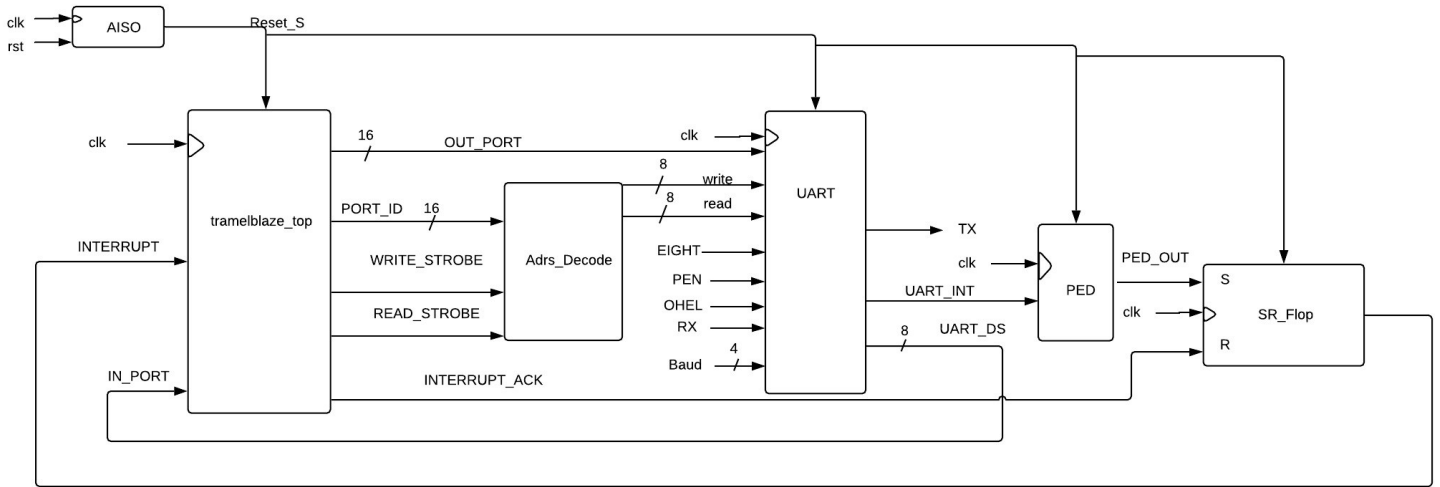 clk
AISO
Reset_S
rst
clk
16
OUT_PORT
clk
8
write
UART
8
read
PORT_ID
16
tramelblaze_top
TX
INTERRUPT
WRITE_STROBE
Adrs_Decode
EIGHT
clk
PED_OUT
PEN
UART_INT
PED
S
OHEL
READ_STROBE
RX
8
UART_DS
clk
SR_Flop
R
4
Baud
IN_PORT
INTERRUPT_ACK